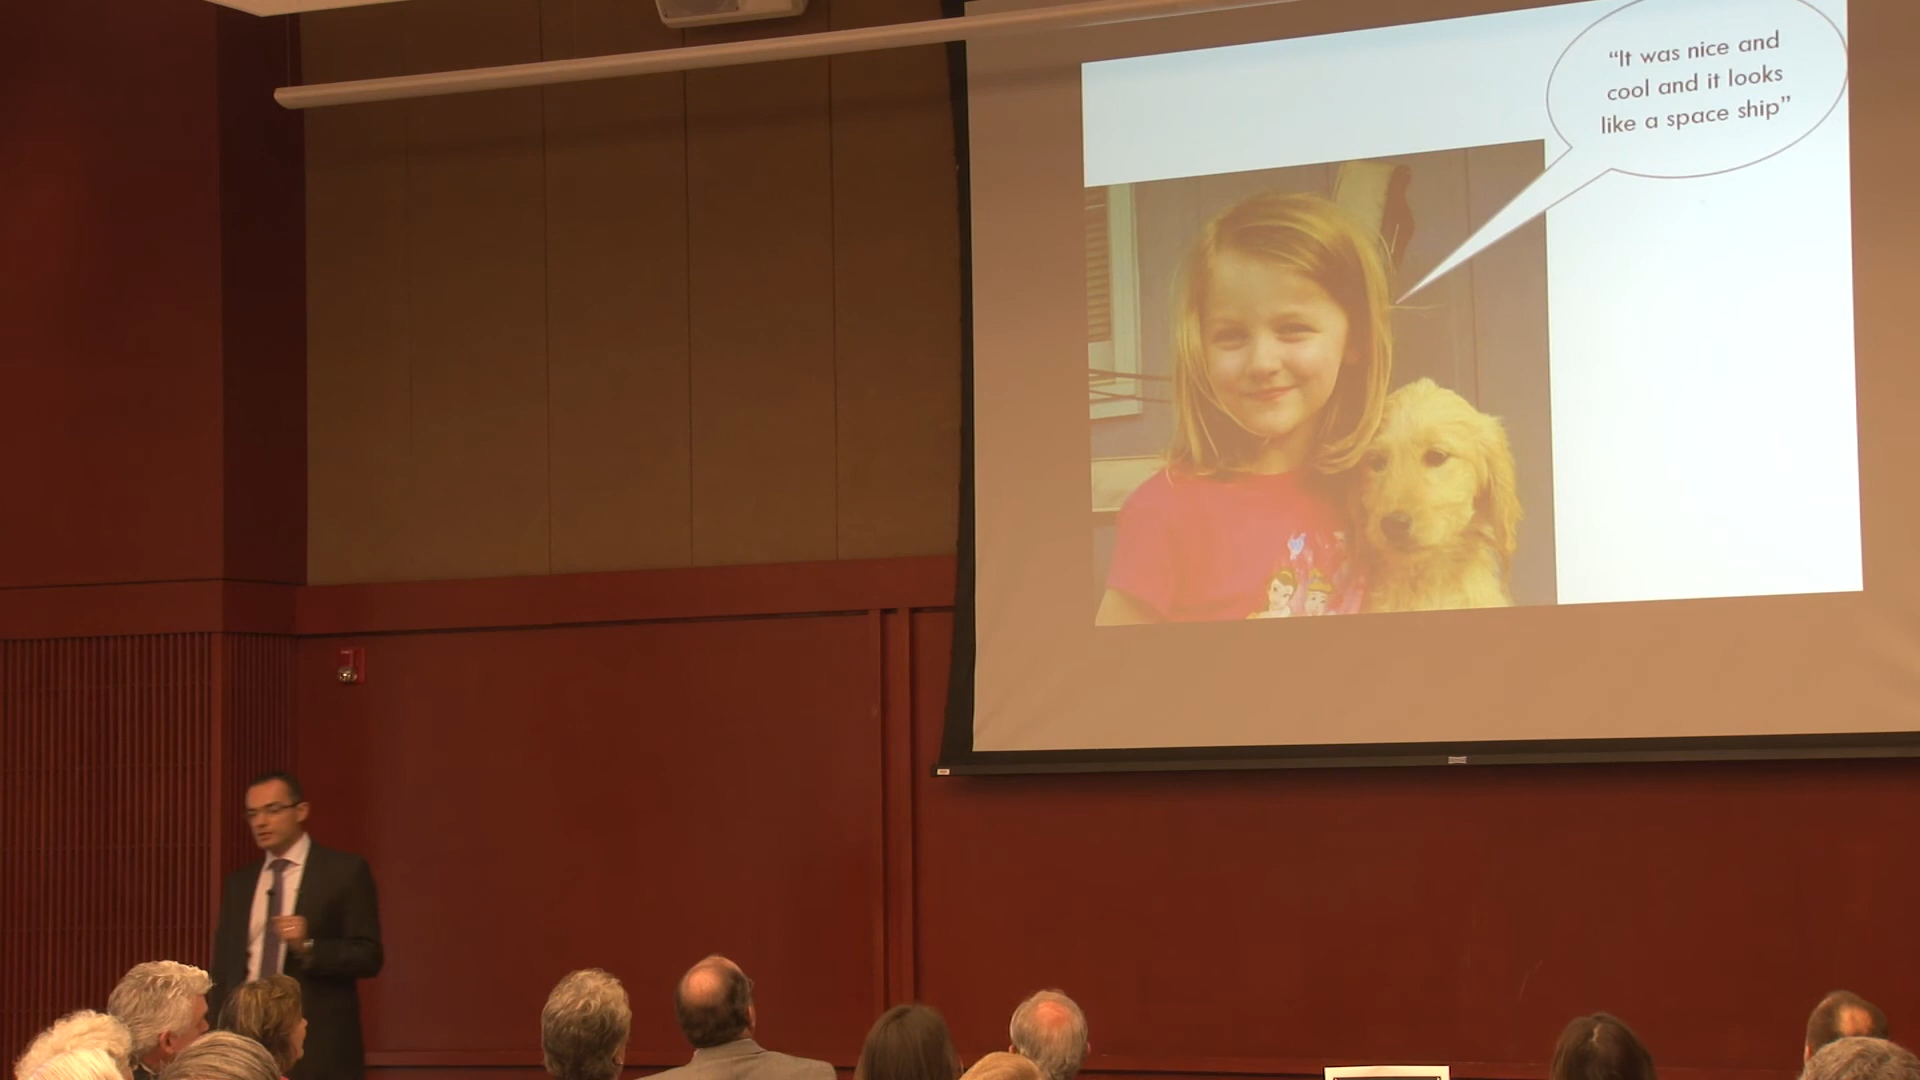 “It was nice and
cool and it looks
like a space ship”